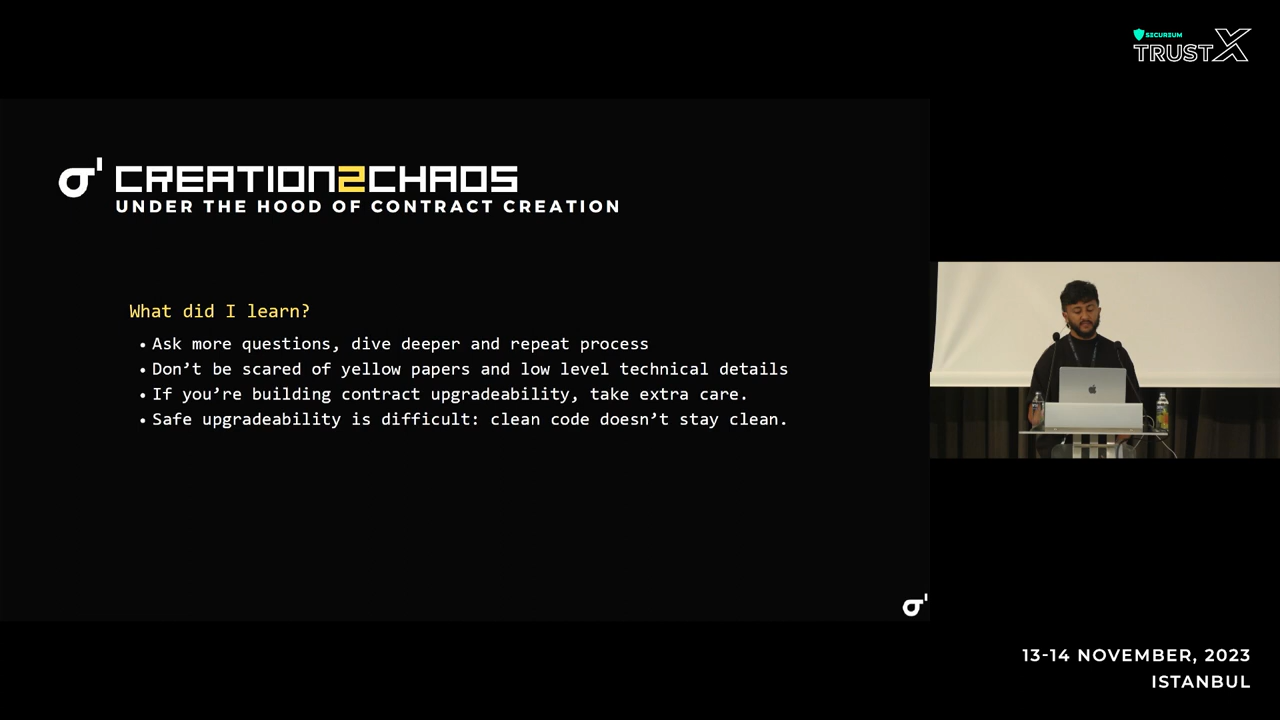 SECUREUM
TRUSTX
σ' CREATION2CHAOS
UNDER THE HOOD OF CONTRACT CREATION
What did I learn?
• Ask more questions, dive deeper and repeat process
• Don’t be scared of yellow papers and low level technical details
• If you’re building contract upgradeability, take extra care.
• Safe upgradeability is difficult: clean code doesn’t stay clean.
σ'
13-14 NOVEMBER, 2023
ISTANBUL